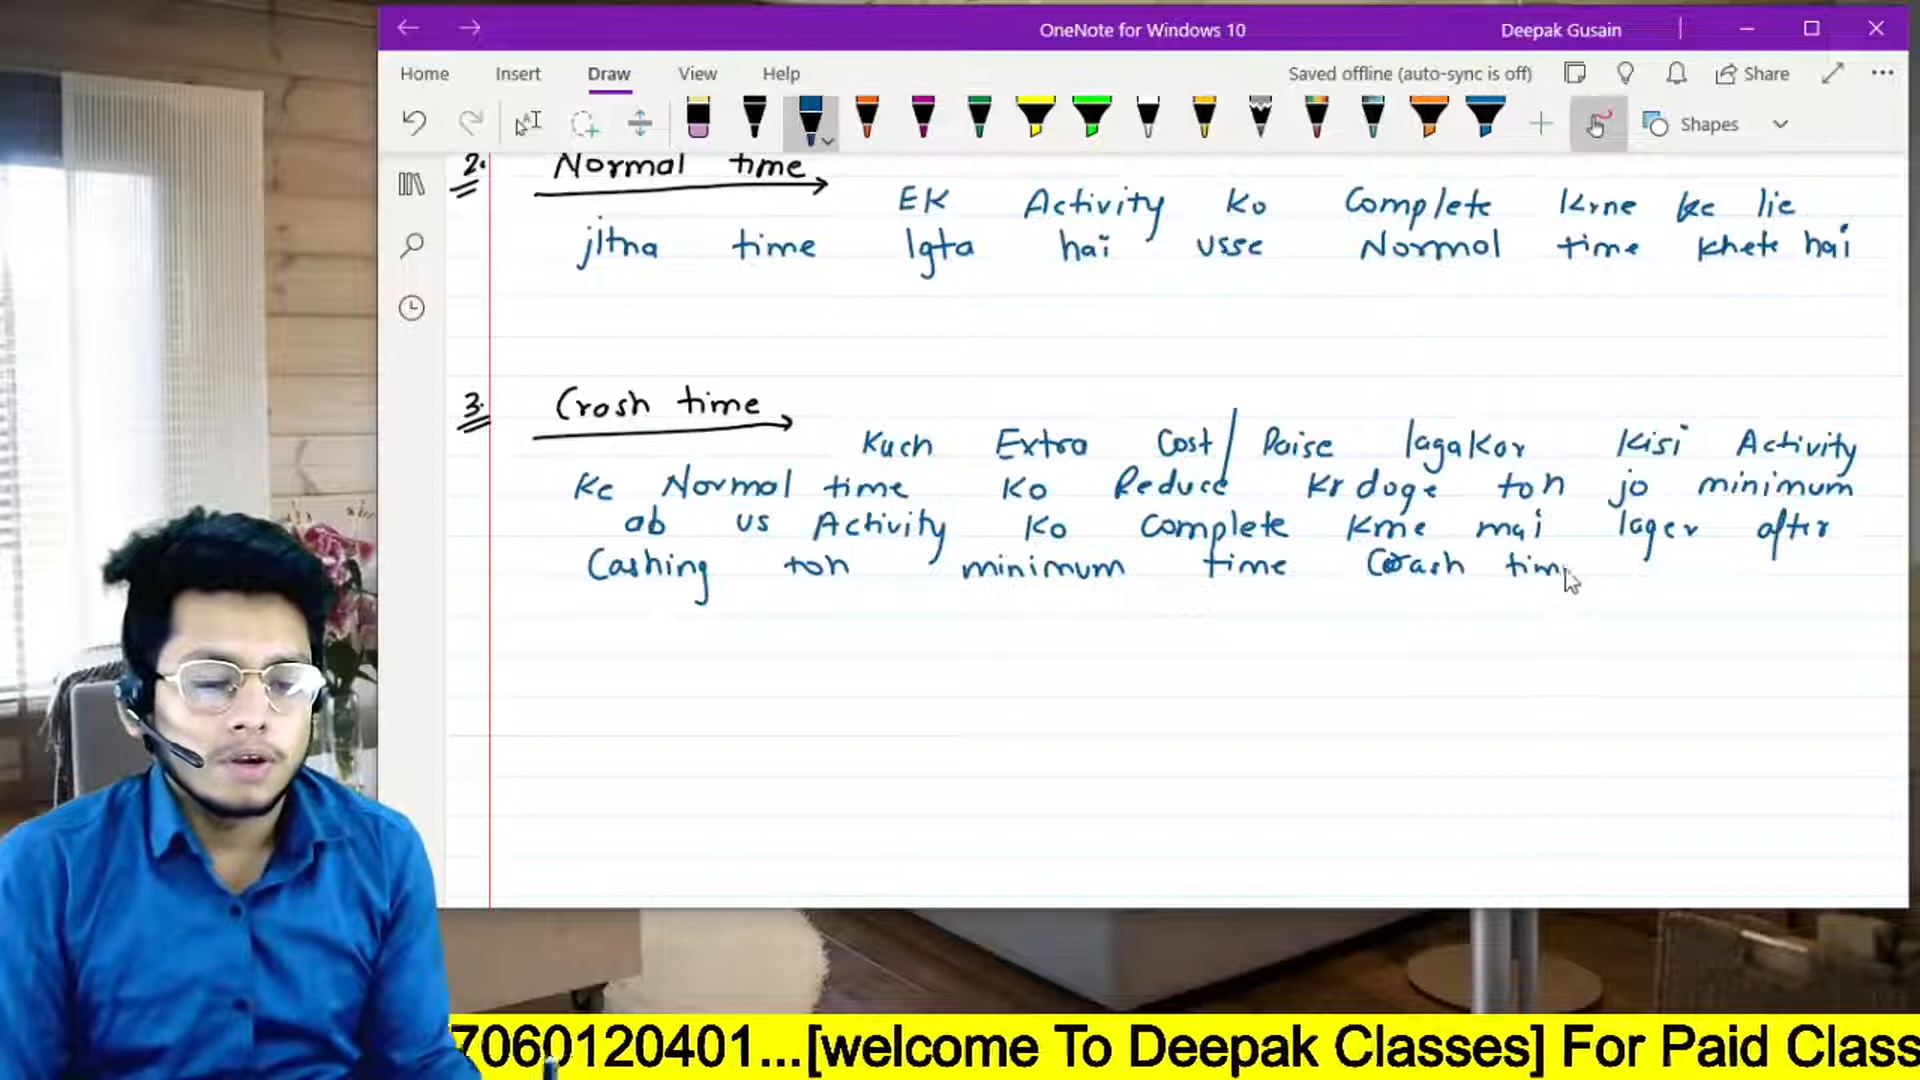 OneNote for Windows 10
Deepak Gusain
Home Insert Draw View Help
Saved offline (auto-sync is off)
Share
Shapes
2. Normal time
EK Activity Ko Complete Krne ke lie
jitna time lgta hai usse Normal time khete hai
3. Crash time
Kuch Extra Cost/ Paise lagakar Kisi Activity
Ke Normal time Ko Reduce Kr doge toh jo minimum
ab us Activity Ko Complete Krne mai lager after
Cashing toh minimum time Crash tim
7060120401...[welcome To Deepak Classes] For Paid Class